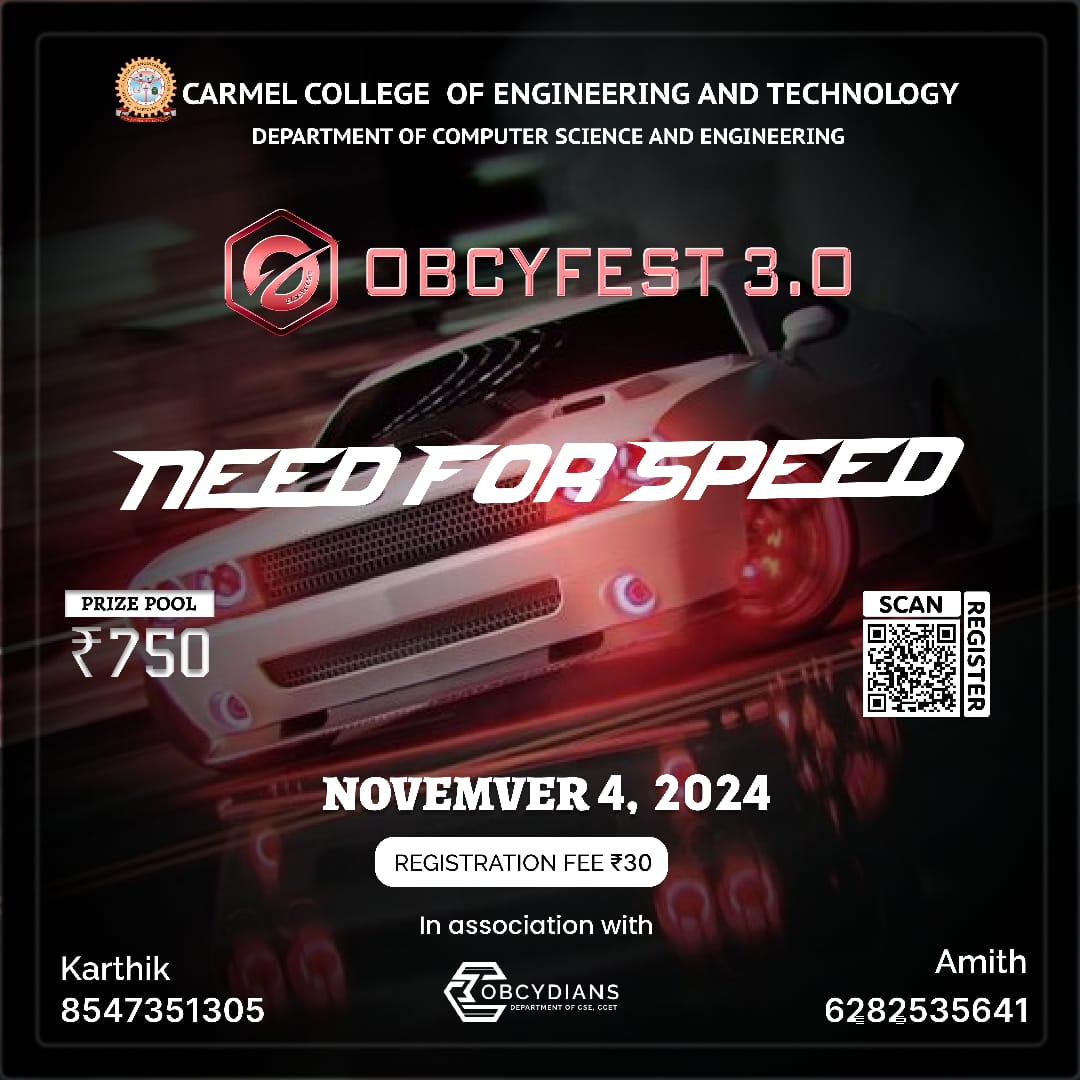 CARMEL COLLEGE OF ENGINEERING AND TECHNOLOGY
DEPARTMENT OF COMPUTER SCIENCE AND ENGINEERING
OBCYFEST 3.0
NEED FOR SPEED
PRIZE POOL
₹750
SCAN
REGISTER
NOVEMVER 4, 2024
REGISTRATION FEE ₹30
In association with
Karthik
8547351305
OBCYDIANS
DEPARTMENT OF CSE, CCET
Amith
6282535641